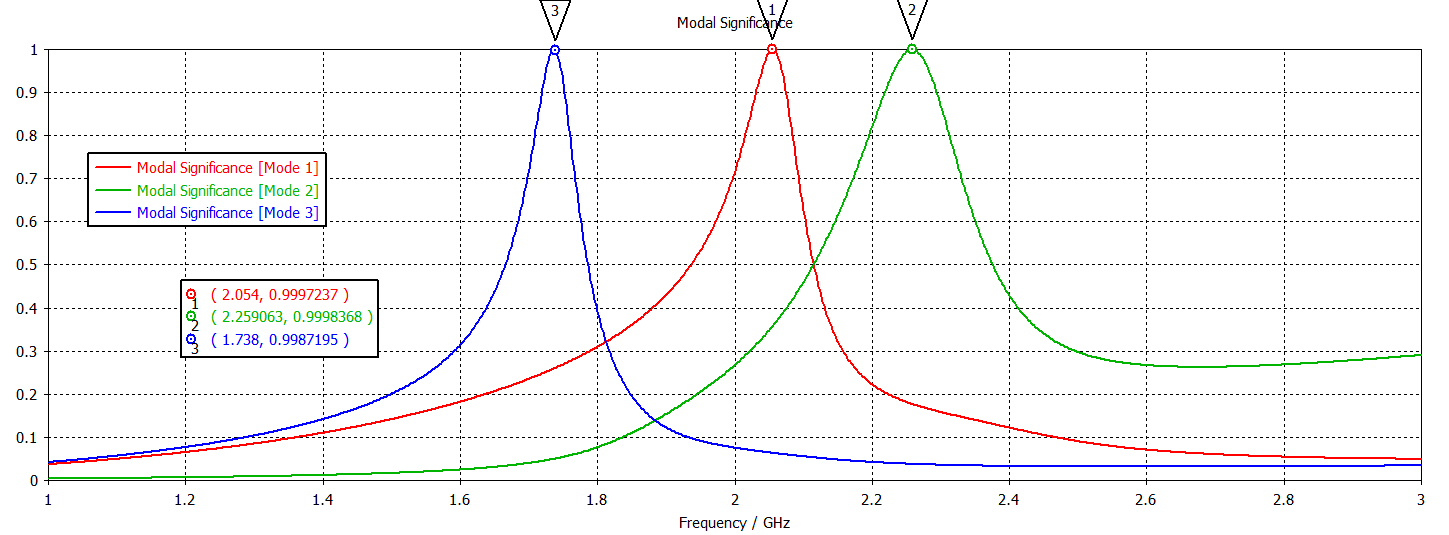 3
1
2
Modal Significance
1
0.9
0.8
0.7
0.6
0.5
0.4
0.3
0.2
0.1
0
Modal Significance [Mode 1]
Modal Significance [Mode 2]
Modal Significance [Mode 3]
1 ( 2.054, 0.9997237 )
2 ( 2.259063, 0.9998368 )
3 ( 1.738, 0.9987195 )
1 1.2 1.4 1.6 1.8 2 2.2 2.4 2.6 2.8 3
Frequency / GHz